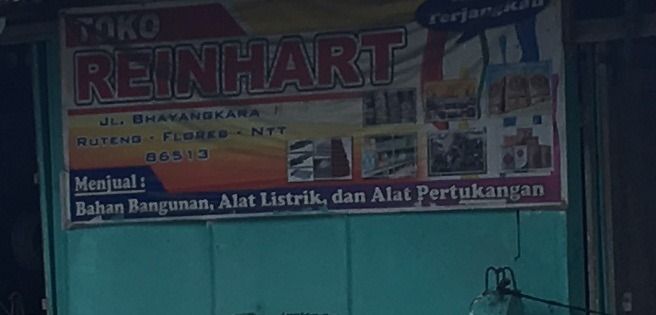 TOKO
REINHART
Terjangkau
JL. BHAYANGKARA
RUTENG - FLORES - NTT
86513
Menjual :
Bahan Bangunan, Alat Listrik, dan Alat Pertukangan